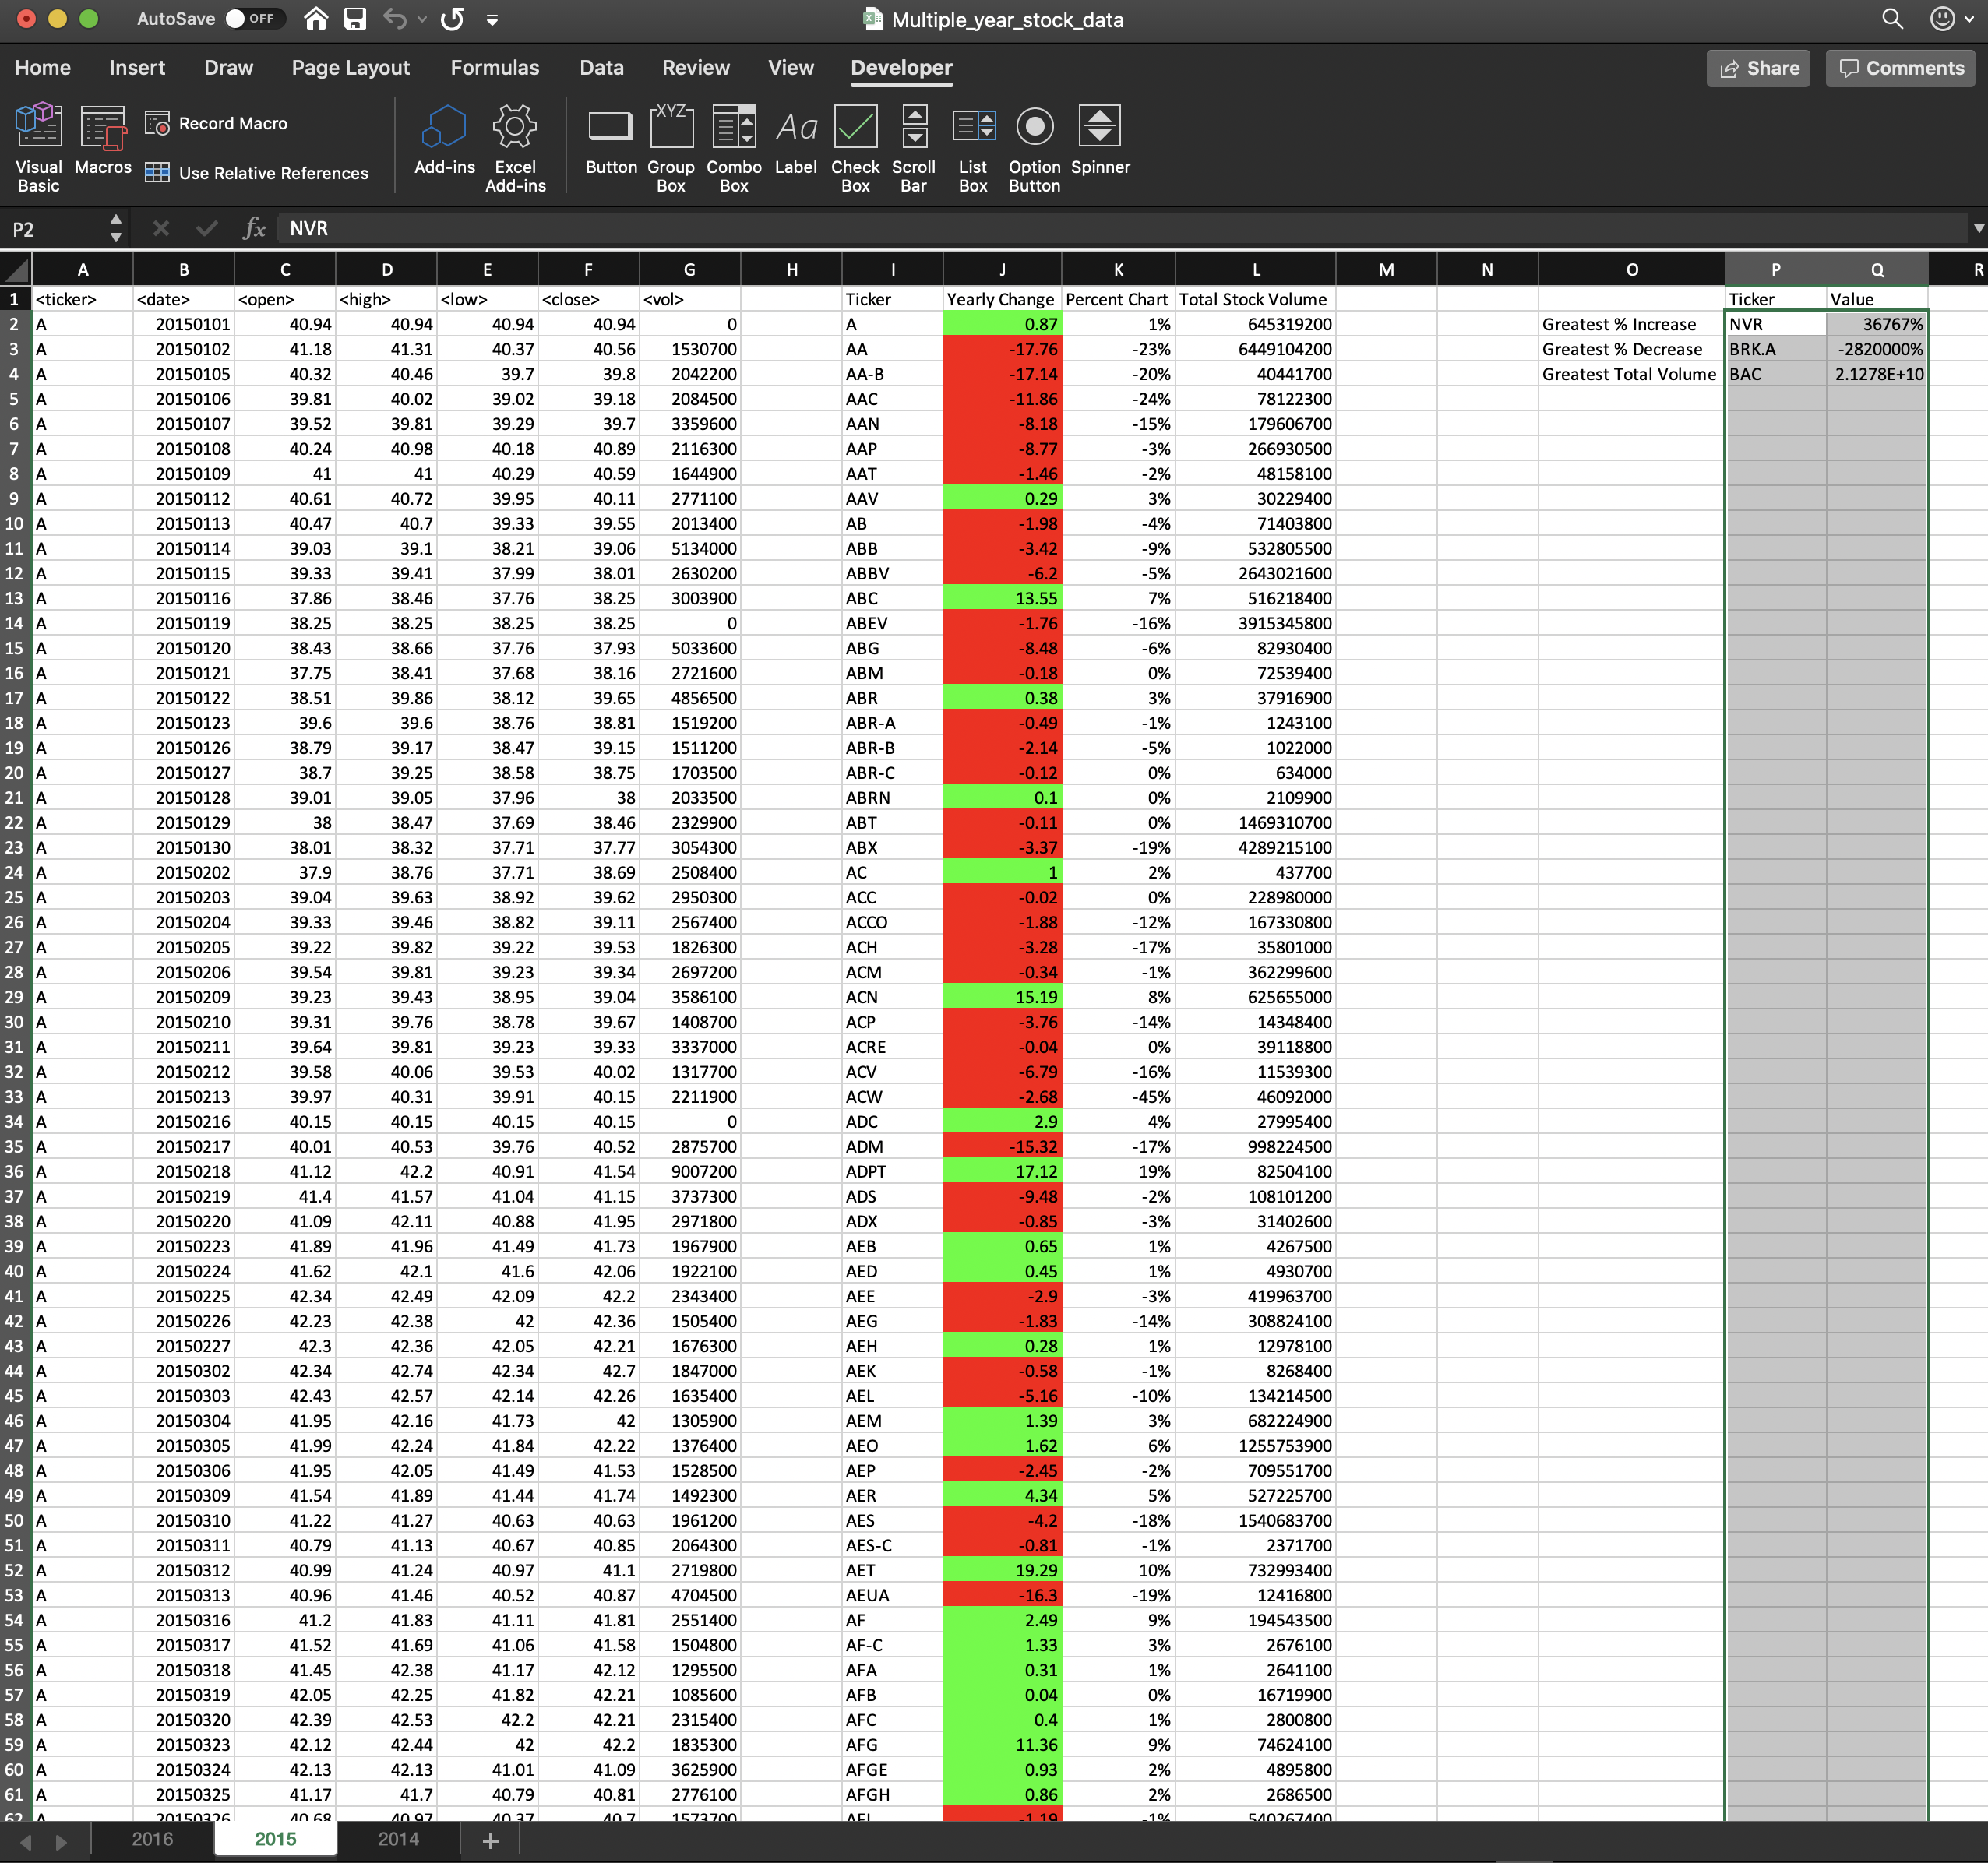 AutoSave OFF Multiple_year_stock_data
Home Insert Draw Page Layout Formulas Data Review View Developer Share Comments
Visual Basic Macros Record Macro Use Relative References Add-ins Excel Add-ins Button Group Box Combo Box Label Check Box Scroll Bar List Box Option Button Spinner
XYZ Aa
P2 fx NVR
A B C D E F G H I J K L M N O P Q R
1 <ticker> <date> <open> <high> <low> <close> <vol> Ticker Yearly Change Percent Chart Total Stock Volume Ticker Value
2 A 20150101 40.94 40.94 40.94 40.94 0 A 0.87 1% 645319200 Greatest % Increase NVR 36767%
3 A 20150102 41.18 41.31 40.37 40.56 1530700 AA -17.76 -23% 6449104200 Greatest % Decrease BRK.A -2820000%
4 A 20150105 40.32 40.46 39.7 39.8 2042200 AA-B -17.14 -20% 40441700 Greatest Total Volume BAC 2.1278E+10
5 A 20150106 39.81 40.02 39.02 39.18 2084500 AAC -11.86 -24% 78122300
6 A 20150107 39.52 39.81 39.29 39.7 3359600 AAN -8.18 -15% 179606700
7 A 20150108 40.24 40.98 40.18 40.89 2116300 AAP -8.77 -3% 266930500
8 A 20150109 41 41 40.29 40.59 1644900 AAT -1.46 -2% 48158100
9 A 20150112 40.61 40.72 39.95 40.11 2771100 AAV 0.29 3% 30229400
10 A 20150113 40.47 40.7 39.33 39.55 2013400 AB -1.98 -4% 71403800
11 A 20150114 39.03 39.1 38.21 39.06 5134000 ABB -3.42 -9% 532805500
12 A 20150115 39.33 39.41 37.99 38.01 2630200 ABBV -6.2 -5% 2643021600
13 A 20150116 37.86 38.46 37.76 38.25 3003900 ABC 13.55 7% 516218400
14 A 20150119 38.25 38.25 38.25 38.25 0 ABEV -1.76 -16% 3915345800
15 A 20150120 38.43 38.66 37.76 37.93 5033600 ABG -8.48 -6% 82930400
16 A 20150121 37.75 38.41 37.68 38.16 2721600 ABM -0.18 0% 72539400
17 A 20150122 38.51 39.86 38.12 39.65 4856500 ABR 0.38 3% 37916900
18 A 20150123 39.6 39.6 38.76 38.81 1519200 ABR-A -0.49 -1% 1243100
19 A 20150126 38.79 39.17 38.47 39.15 1511200 ABR-B -2.14 -5% 1022000
20 A 20150127 38.7 39.25 38.58 38.75 1703500 ABR-C -0.12 0% 634000
21 A 20150128 39.01 39.05 37.96 38 2033500 ABRN 0.1 0% 2109900
22 A 20150129 38 38.47 37.69 38.46 2329900 ABT -0.11 0% 1469310700
23 A 20150130 38.01 38.32 37.71 37.77 3054300 ABX -3.37 -19% 4289215100
24 A 20150202 37.9 38.76 37.71 38.69 2508400 AC 1 2% 437700
25 A 20150203 39.04 39.63 38.92 39.62 2950300 ACC -0.02 0% 228980000
26 A 20150204 39.33 39.46 38.82 39.11 2567400 ACCO -1.88 -12% 167330800
27 A 20150205 39.22 39.82 39.22 39.53 1826300 ACH -3.28 -17% 35801000
28 A 20150206 39.54 39.81 39.23 39.34 2697200 ACM -0.34 -1% 362299600
29 A 20150209 39.23 39.43 38.95 39.04 3586100 ACN 15.19 8% 625655000
30 A 20150210 39.31 39.76 38.78 39.67 1408700 ACP -3.76 -14% 14348400
31 A 20150211 39.64 39.81 39.23 39.33 3337000 ACRE -0.04 0% 39118800
32 A 20150212 39.58 40.06 39.53 40.02 1317700 ACV -6.79 -16% 11539300
33 A 20150213 39.97 40.31 39.91 40.15 2211900 ACW -2.68 -45% 46092000
34 A 20150216 40.15 40.15 40.15 40.15 0 ADC 2.9 4% 27995400
35 A 20150217 40.01 40.53 39.76 40.52 2875700 ADM -15.32 -17% 998224500
36 A 20150218 41.12 42.2 40.91 41.54 9007200 ADPT 17.12 19% 82504100
37 A 20150219 41.4 41.57 41.04 41.15 3737300 ADS -9.48 -2% 108101200
38 A 20150220 41.09 42.11 40.88 41.95 2971800 ADX -0.85 -3% 31402600
39 A 20150223 41.89 41.96 41.49 41.73 1967900 AEB 0.65 1% 4267500
40 A 20150224 41.62 42.1 41.6 42.06 1922100 AED 0.45 1% 4930700
41 A 20150225 42.34 42.49 42.09 42.2 2343400 AEE -2.9 -3% 419963700
42 A 20150226 42.23 42.38 42 42.36 1505400 AEG -1.83 -14% 308824100
43 A 20150227 42.3 42.36 42.05 42.21 1676300 AEH 0.28 1% 12978100
44 A 20150302 42.34 42.74 42.34 42.7 1847000 AEK -0.58 -1% 8268400
45 A 20150303 42.43 42.57 42.14 42.26 1635400 AEL -5.16 -10% 134214500
46 A 20150304 41.95 42.16 41.73 42 1305900 AEM 1.39 3% 682224900
47 A 20150305 41.99 42.24 41.84 42.22 1376400 AEO 1.62 6% 1255753900
48 A 20150306 41.95 42.05 41.49 41.53 1528500 AEP -2.45 -2% 709551700
49 A 20150309 41.54 41.89 41.44 41.74 1492300 AER 4.34 5% 527225700
50 A 20150310 41.22 41.27 40.63 40.63 1961200 AES -4.2 -18% 1540683700
51 A 20150311 40.79 41.13 40.67 40.85 2064300 AES-C -0.81 -1% 2371700
52 A 20150312 40.99 41.24 40.97 41.1 2719800 AET 19.29 10% 732993400
53 A 20150313 40.96 41.46 40.52 40.87 4704500 AEUA -16.3 -19% 12416800
54 A 20150316 41.2 41.83 41.11 41.81 2551400 AF 2.49 9% 194543500
55 A 20150317 41.52 41.69 41.06 41.58 1504800 AF-C 1.33 3% 2676100
56 A 20150318 41.45 42.38 41.17 42.12 1295500 AFA 0.31 1% 2641100
57 A 20150319 42.05 42.25 41.82 42.21 1085600 AFB 0.04 0% 16719900
58 A 20150320 42.39 42.53 42.2 42.21 2315400 AFC 0.4 1% 2800800
59 A 20150323 42.12 42.44 42 42.2 1835300 AFG 11.36 9% 74624100
60 A 20150324 42.13 42.13 41.01 41.09 3625900 AFGE 0.93 2% 4895800
61 A 20150325 41.17 41.7 40.79 40.81 2776100 AFGH 0.86 2% 2686500
62 A 20150326 40.68 40.97 40.37 40.7 1573700 AFL -1.19 -1% 540267400
2016 2015 2014 +